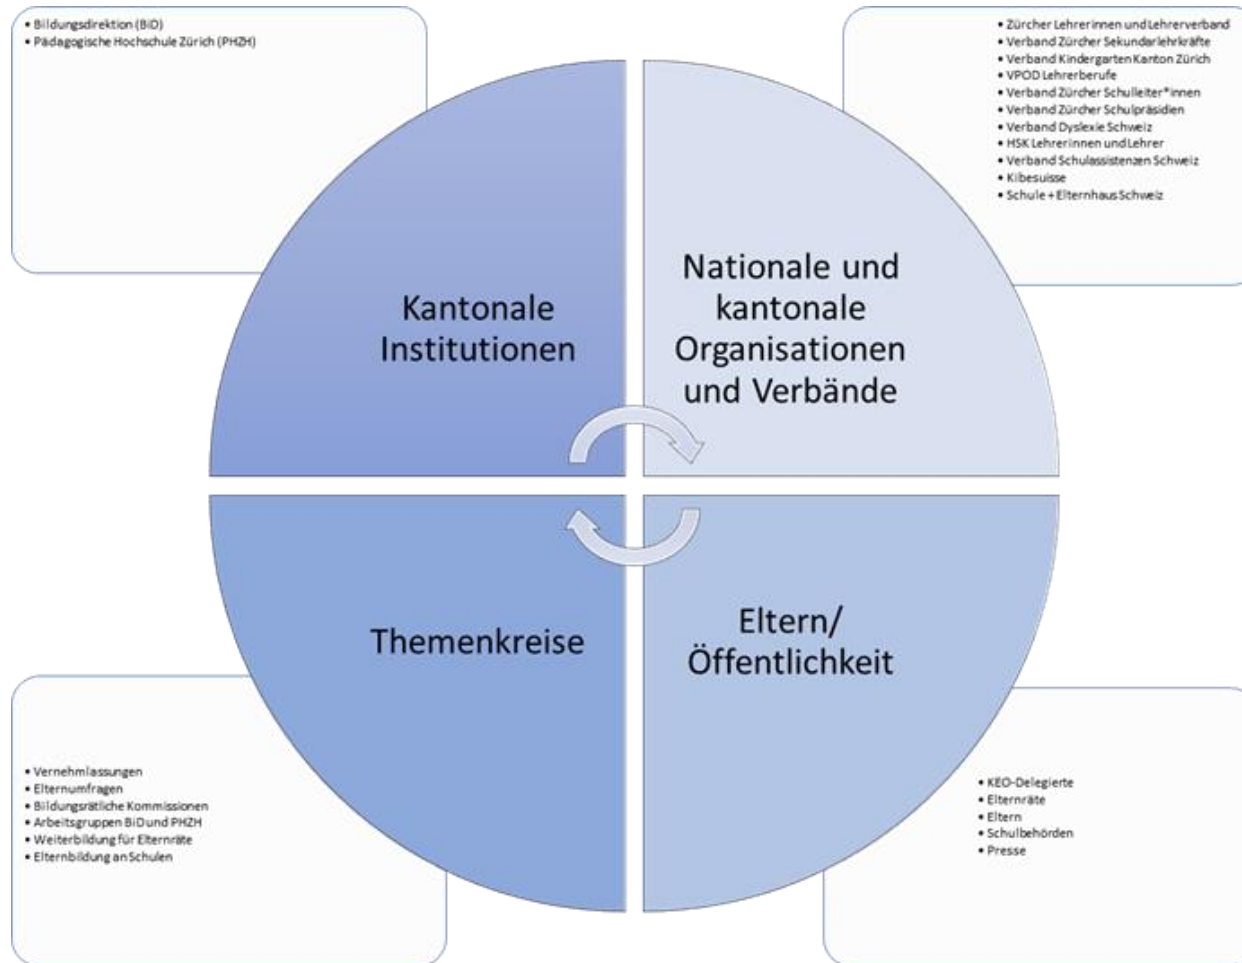 • Bildungsdirektion (BiD)
• Pädagogische Hochschule Zürich (PHZH)
• Zürcher Lehrerinnen und Lehrerverband
• Verband Zürcher Sekundarlehrkräfte
• Verband Kindergarten Kanton Zürich
• VPOD Lehrerberufe
• Verband Zürcher Schulleiter*innen
• Verband Zürcher Schulpräsidien
• Verband Dyslexie Schweiz
• HSK Lehrerinnen und Lehrer
• Verband Schulassistenzen Schweiz
• Kibesuisse
• Schule + Elternhaus Schweiz
Kantonale
Institutionen
Nationale und
kantonale
Organisationen
und Verbände
Themenkreise
Eltern/
Öffentlichkeit
• Vernehmlassungen
• Elternumfragen
• Bildungsrätliche Kommissionen
• Arbeitsgruppen BiD und PHZH
• Weiterbildung für Elternräte
• Elternbildung an Schulen
• KEO-Delegierte
• Elternräte
• Eltern
• Schulbehörden
• Presse